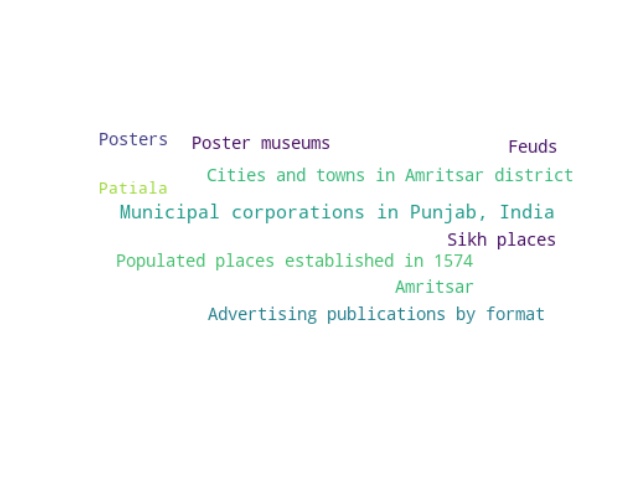 Posters
Poster museums
Feuds
Cities and towns in Amritsar district
Patiala
Municipal corporations in Punjab, India
Sikh places
Populated places established in 1574
Amritsar
Advertising publications by format